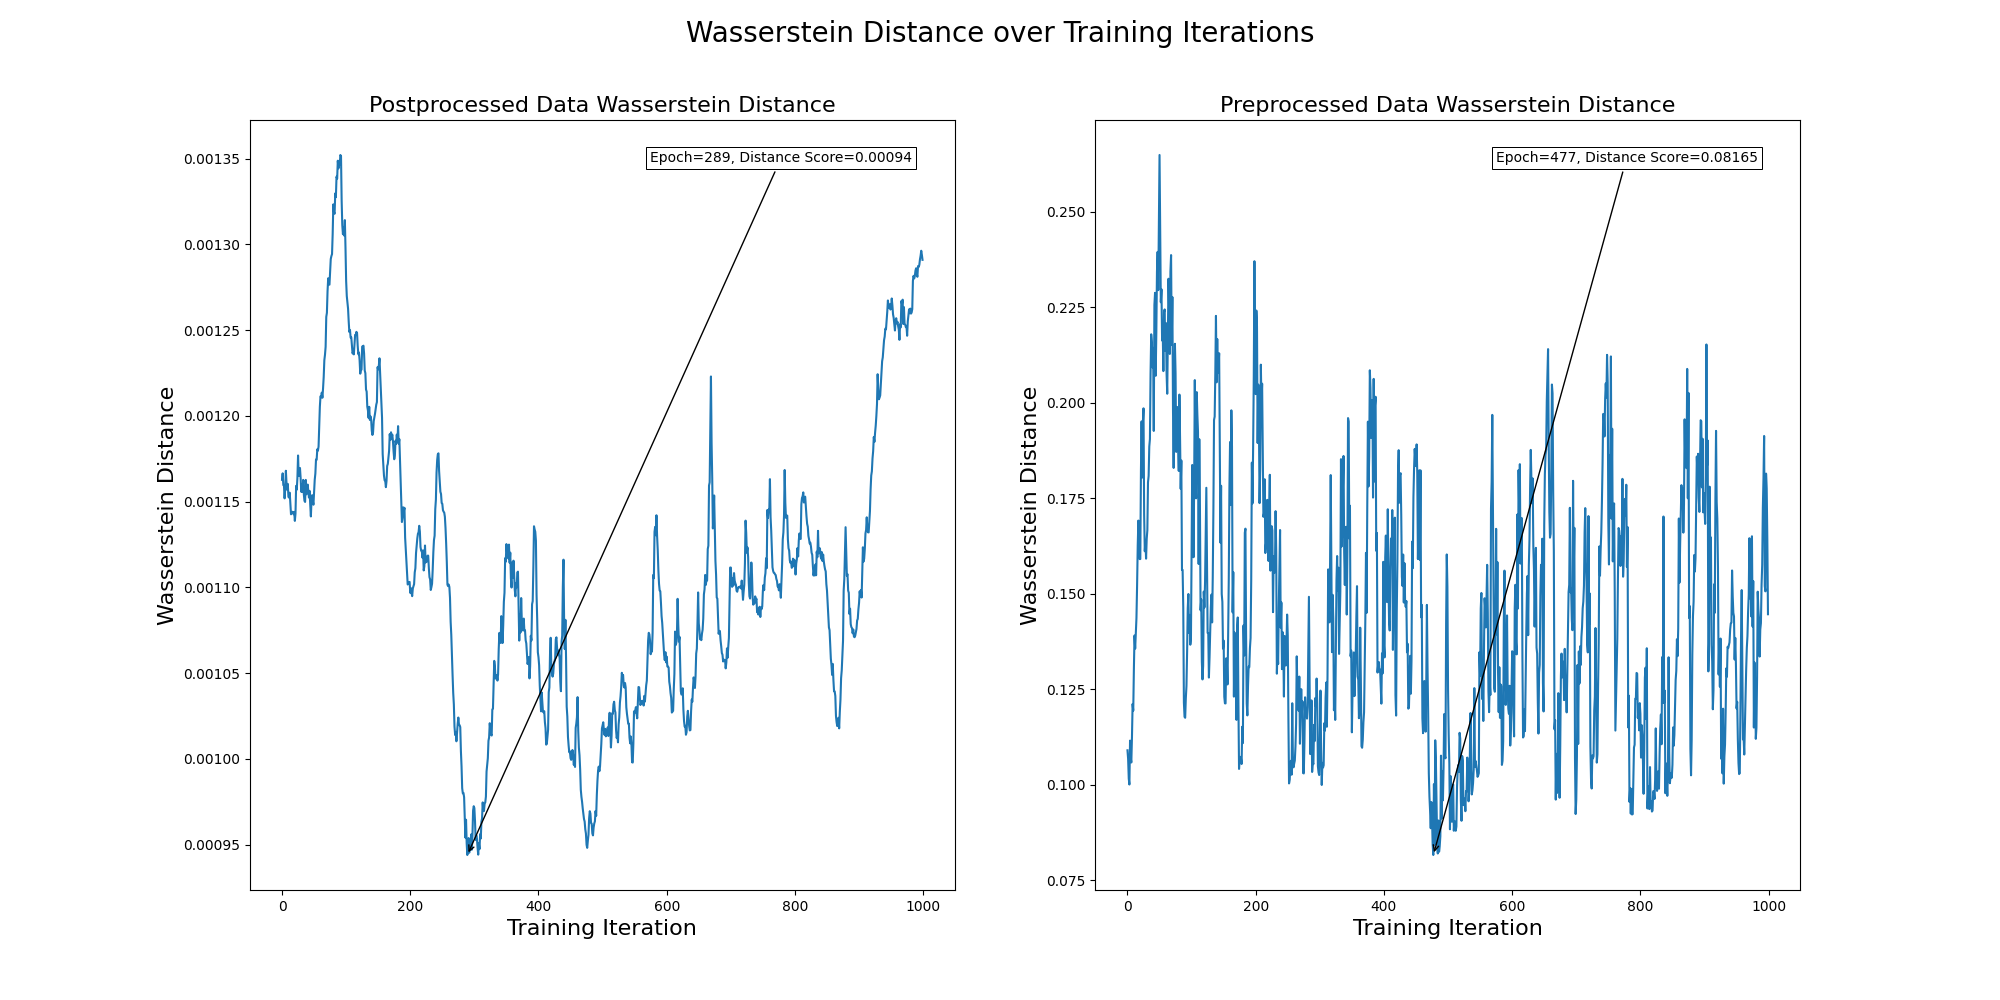 Wasserstein Distance over Training Iterations
Postprocessed Data Wasserstein Distance
Epoch=289, Distance Score=0.00094
Wasserstein Distance
0.00135
0.00130
0.00125
0.00120
0.00115
0.00110
0.00105
0.00100
0.00095
0 200 400 600 800 1000
Training Iteration
Preprocessed Data Wasserstein Distance
Epoch=477, Distance Score=0.08165
Wasserstein Distance
0.250
0.225
0.200
0.175
0.150
0.125
0.100
0.075
0 200 400 600 800 1000
Training Iteration